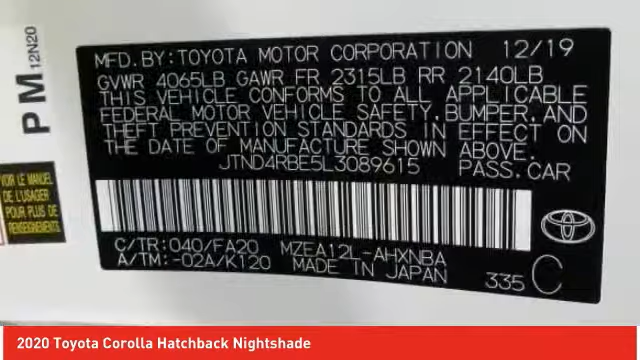 PM 12N20
MFD.BY:TOYOTA MOTOR CORPORATION 12/19
GVWR 4065LB GAWR FR 2315LB RR 2140LB
THIS VEHICLE CONFORMS TO ALL APPLICABLE
FEDERAL MOTOR VEHICLE SAFETY,BUMPER,AND
THEFT PREVENTION STANDARDS IN EFFECT ON
THE DATE OF MANUFACTURE SHOWN ABOVE.
JTND4RBE5L3089615 PASS.CAR
VOIR LE MANUEL
DE L'USAGER
POUR PLUS DE
RENSEIGNEMENTS
C/TR:040/FA20 MZEA12L-AHXNBA
A/TM:-02A/K120 MADE IN JAPAN 335 C
2020 Toyota Corolla Hatchback Nightshade